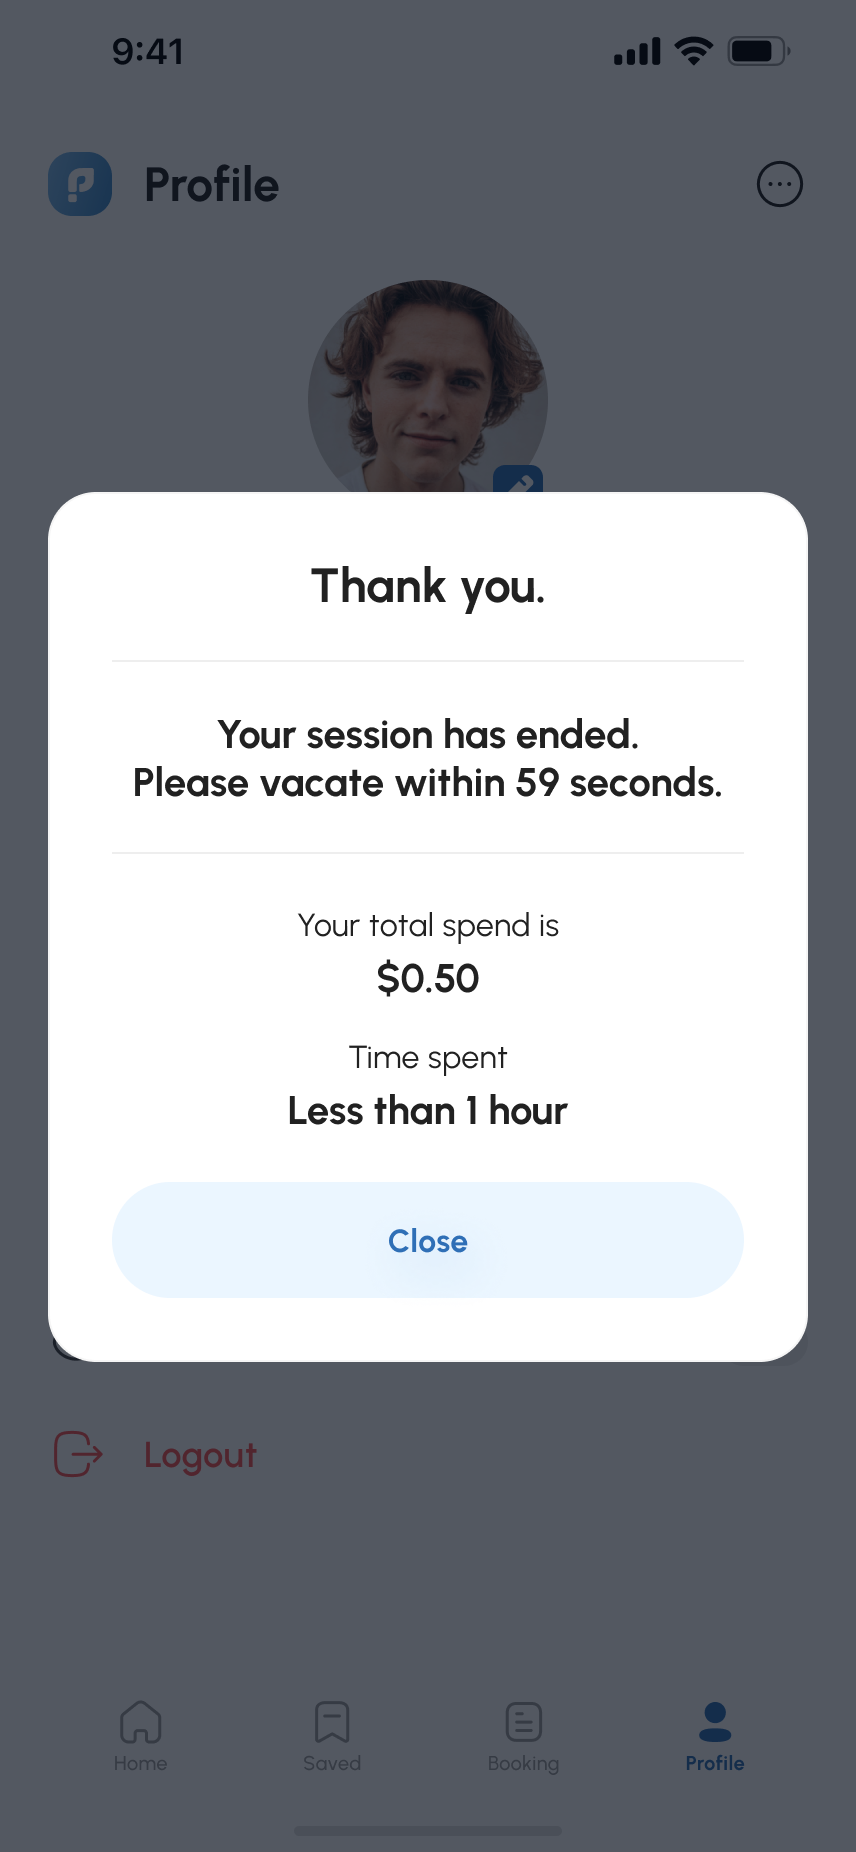 9:41
Profile
Thank you.
Your session has ended.
Please vacate within 59 seconds.
Your total spend is
$0.50
Time spent
Less than 1 hour
Close
Logout
Home
Saved
Booking
Profile